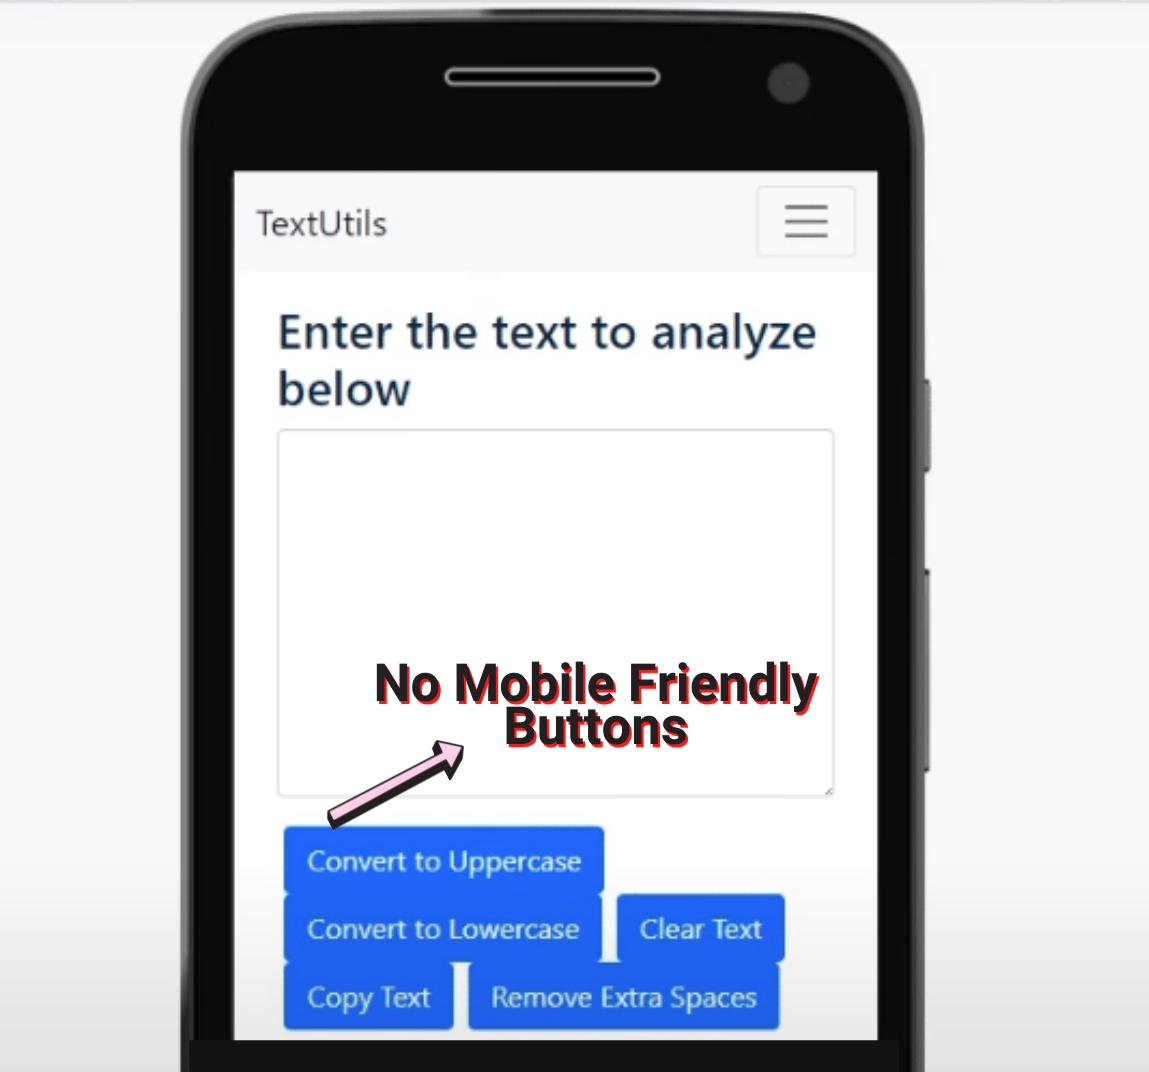 TextUtils
Enter the text to analyze
below
No Mobile Friendly
Buttons
Convert to Uppercase
Convert to Lowercase Clear Text
Copy Text Remove Extra Spaces